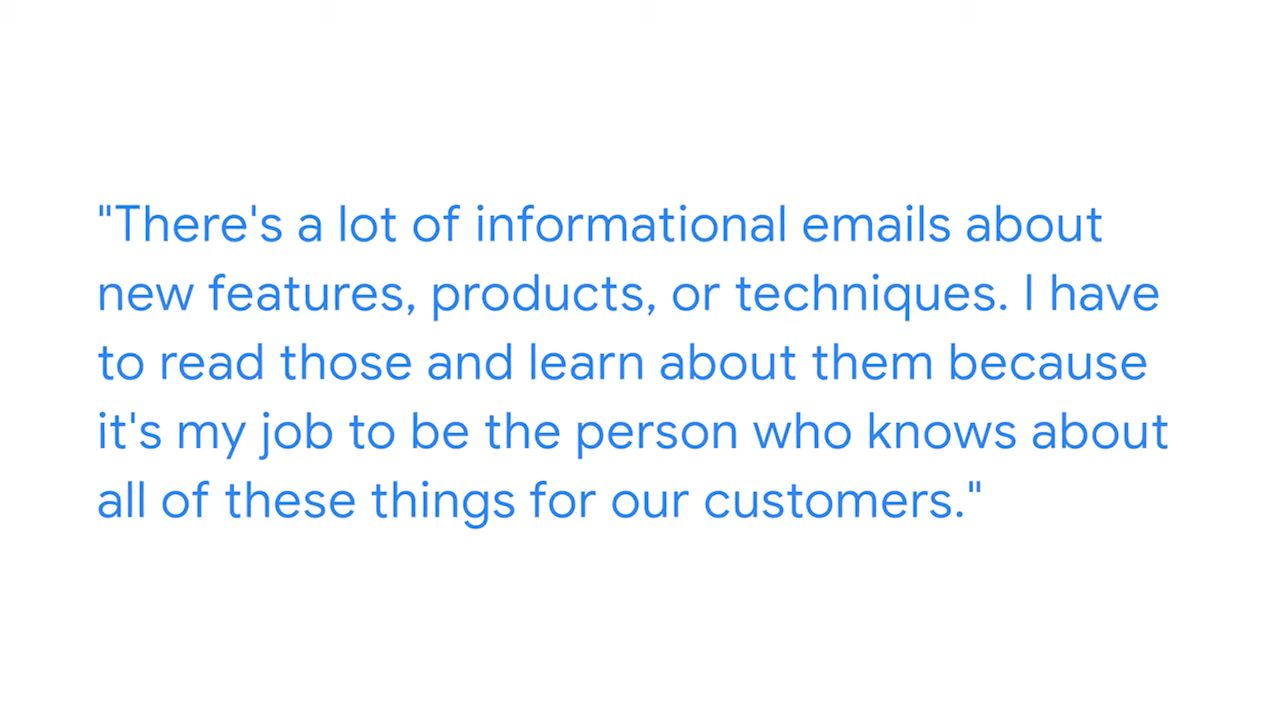 "There's a lot of informational emails about
new features, products, or techniques. I have
to read those and learn about them because
it's my job to be the person who knows about
all of these things for our customers."